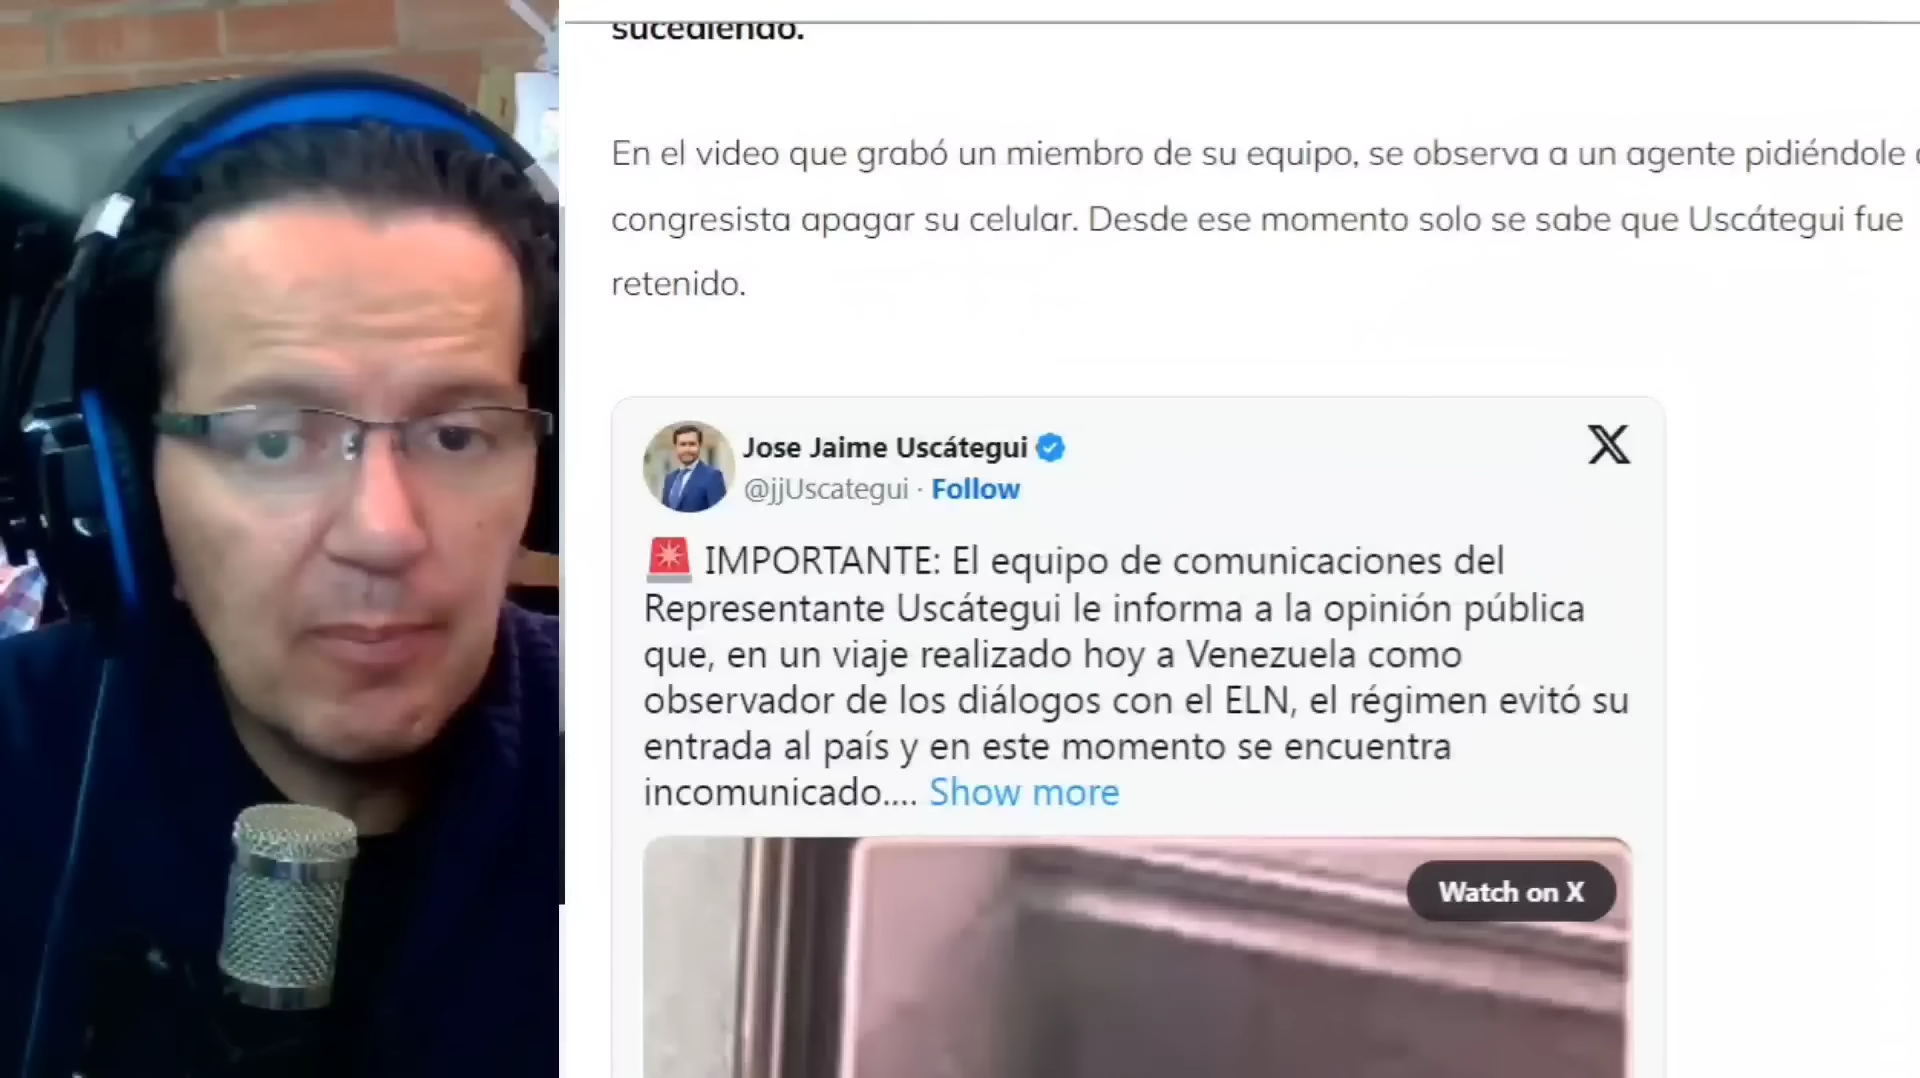 sucediendo.
En el video que grabó un miembro de su equipo, se observa a un agente pidiéndole
congresista apagar su celular. Desde ese momento solo se sabe que Uscátegui fue
retenido.
Jose Jaime Uscátegui
@jjUscategui · Follow
🚨 IMPORTANTE: El equipo de comunicaciones del
Representante Uscátegui le informa a la opinión pública
que, en un viaje realizado hoy a Venezuela como
observador de los diálogos con el ELN, el régimen evitó su
entrada al país y en este momento se encuentra
incomunicado.... Show more
Watch on X